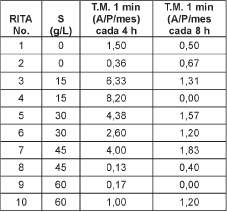 RITA No. S (g/L) T.M. 1 min (A/P/mes) cada 4 h T.M. 1 min (A/P/mes) cada 8 h
1 0 1,50 0,50
2 0 0,36 0,67
3 15 6,33 1,31
4 15 8,20 0,00
5 30 4,38 1,57
6 30 2,60 1,20
7 45 4,00 1,83
8 45 0,13 0,40
9 60 0,17 0,00
10 60 1,00 1,20